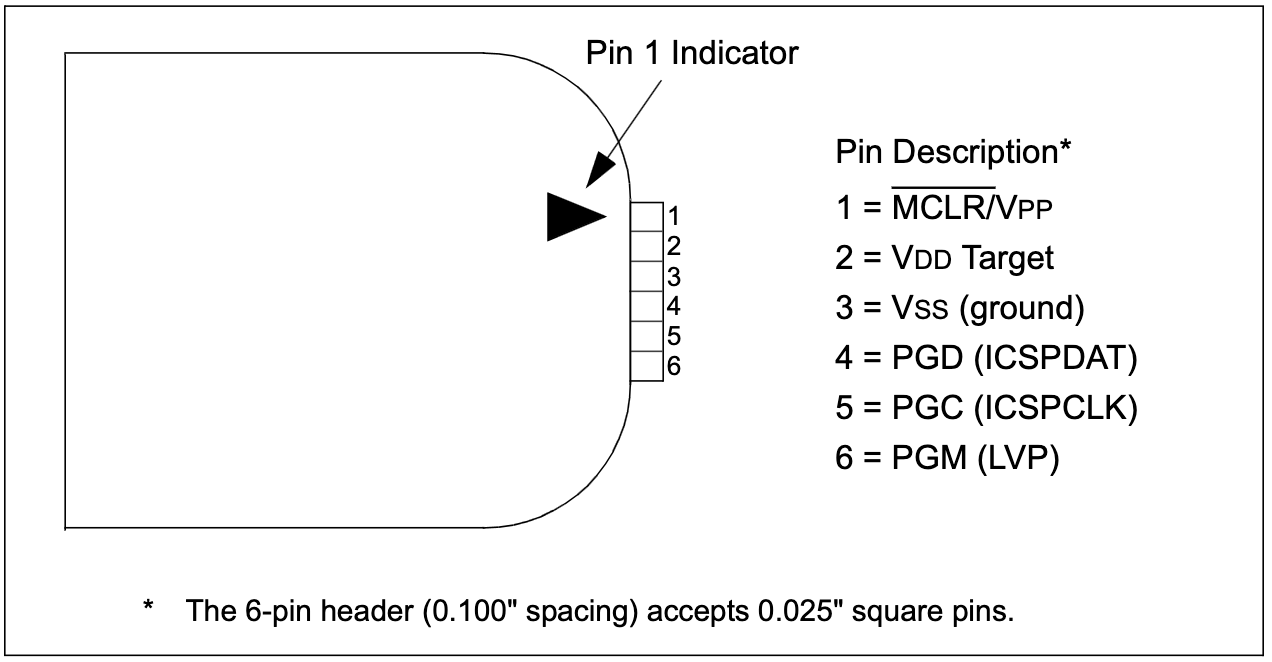 Pin 1 Indicator
Pin Description*
1 = MCLR/VPP
2 = VDD Target
3 = VSS (ground)
4 = PGD (ICSPDAT)
5 = PGC (ICSPCLK)
6 = PGM (LVP)
1
2
3
4
5
6
* The 6-pin header (0.100" spacing) accepts 0.025" square pins.